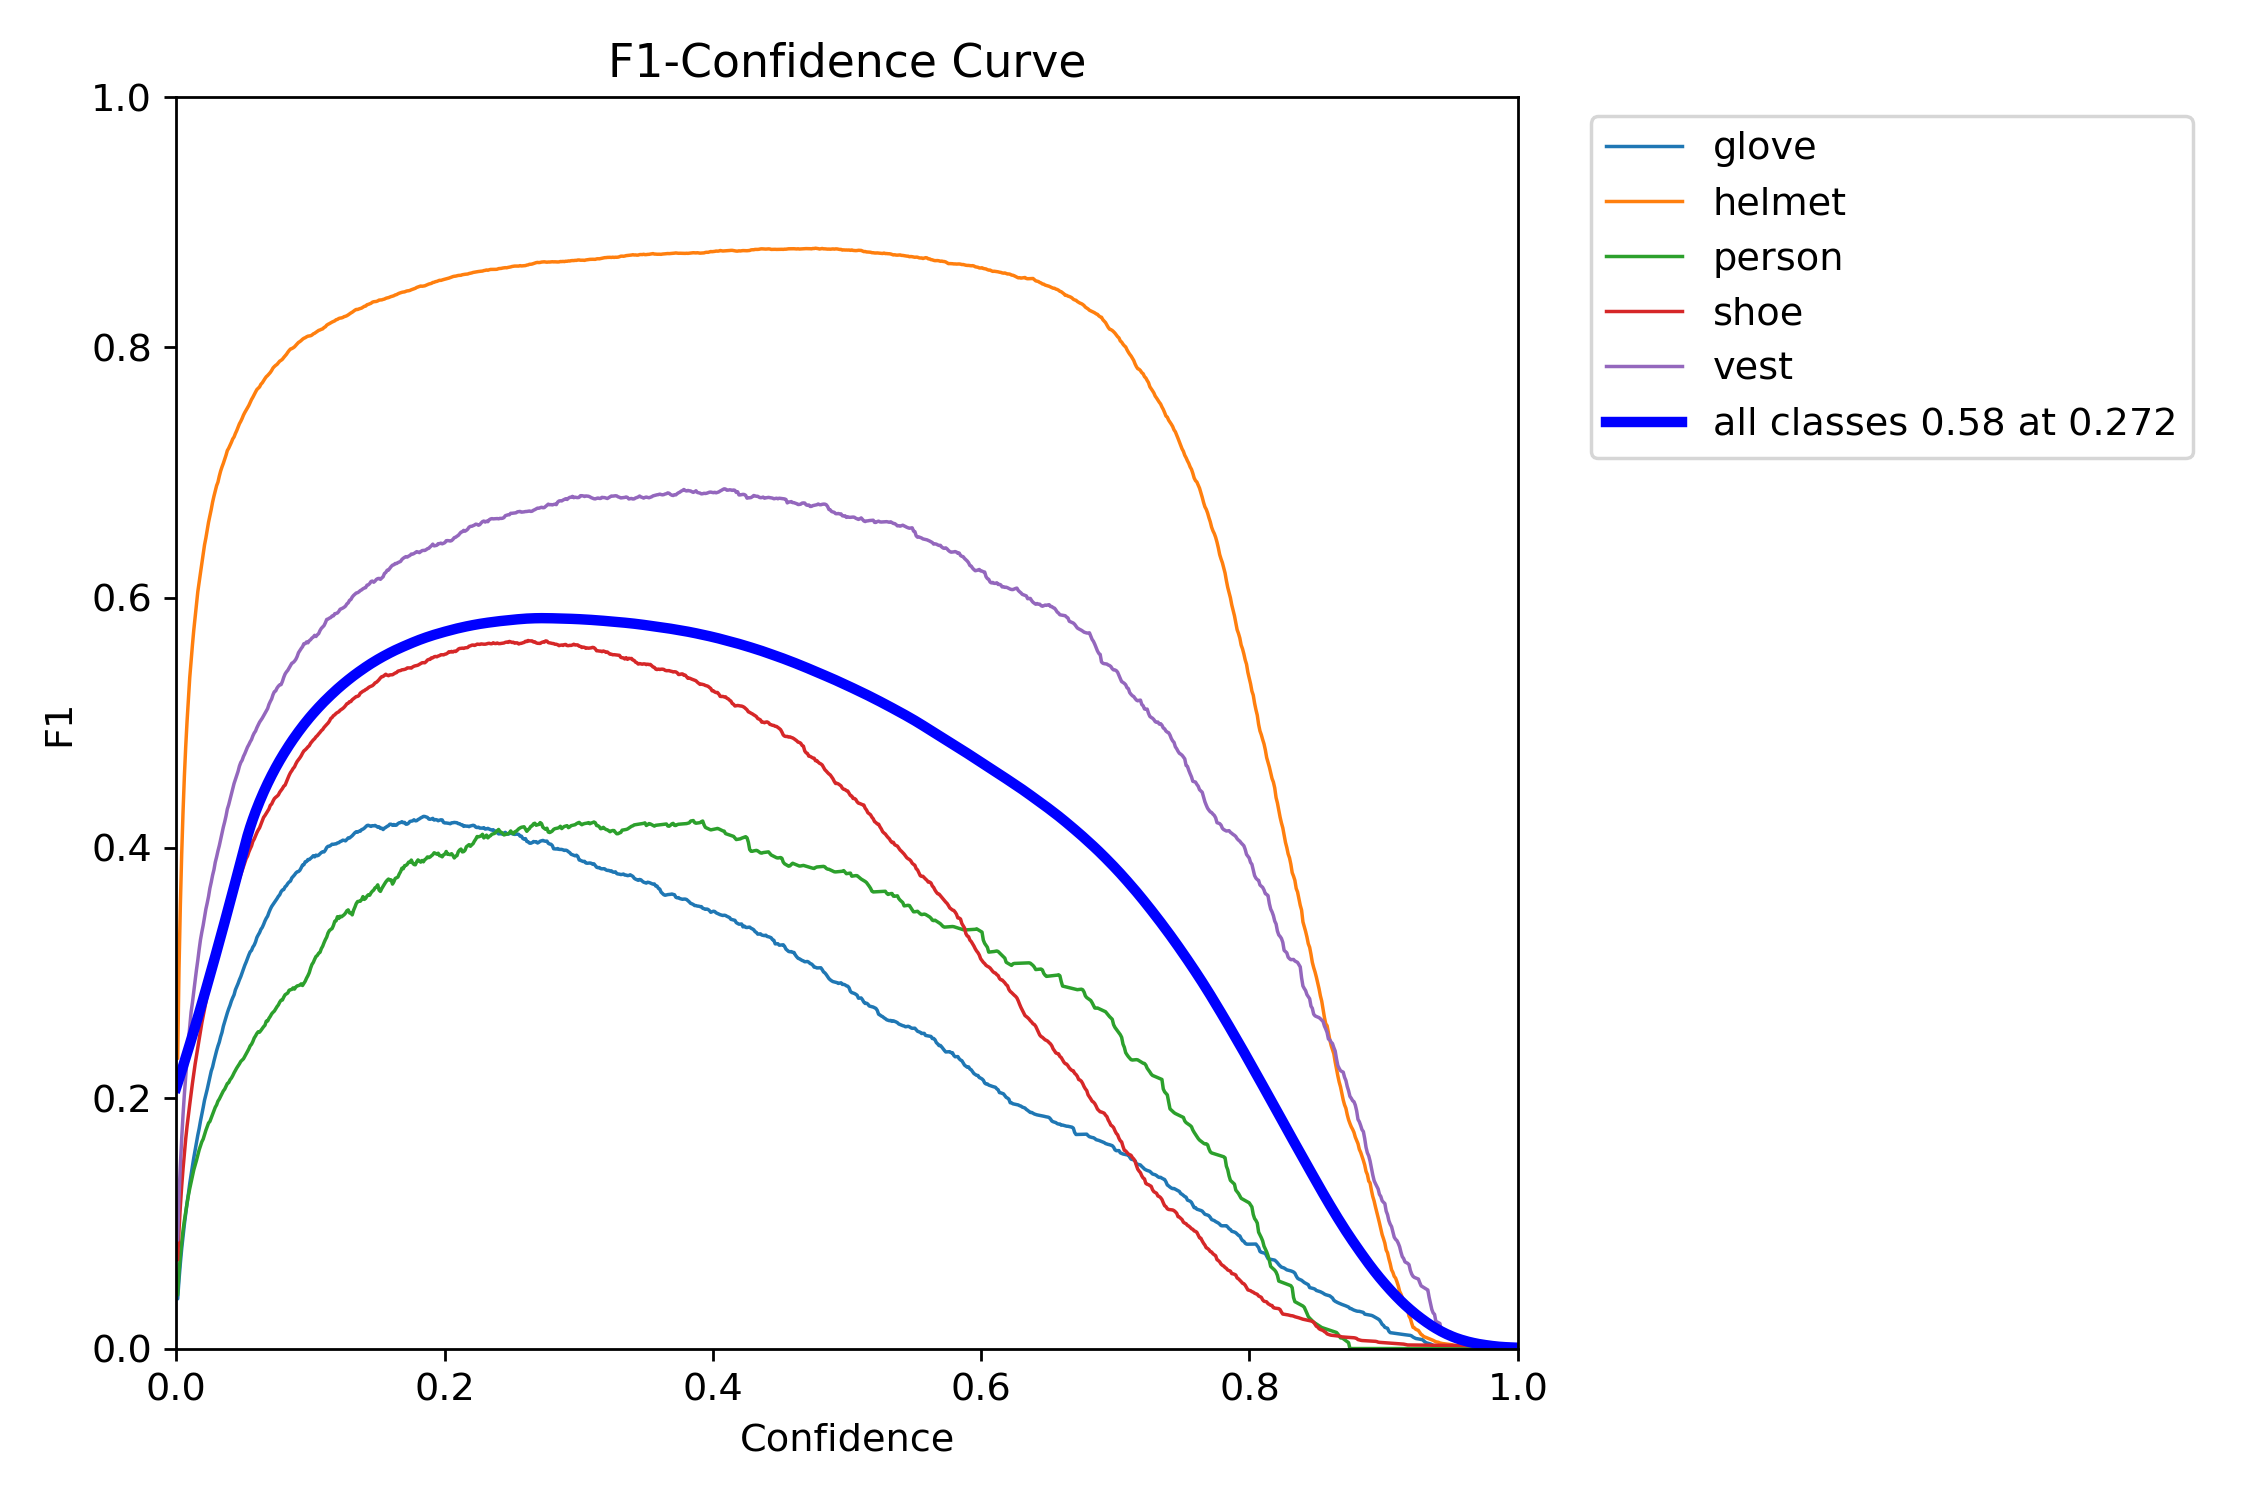 F1-Confidence Curve
1.0
0.8
0.6
0.4
0.2
0.0
F1
0.0 0.2 0.4 0.6 0.8 1.0
Confidence
glove
helmet
person
shoe
vest
all classes 0.58 at 0.272